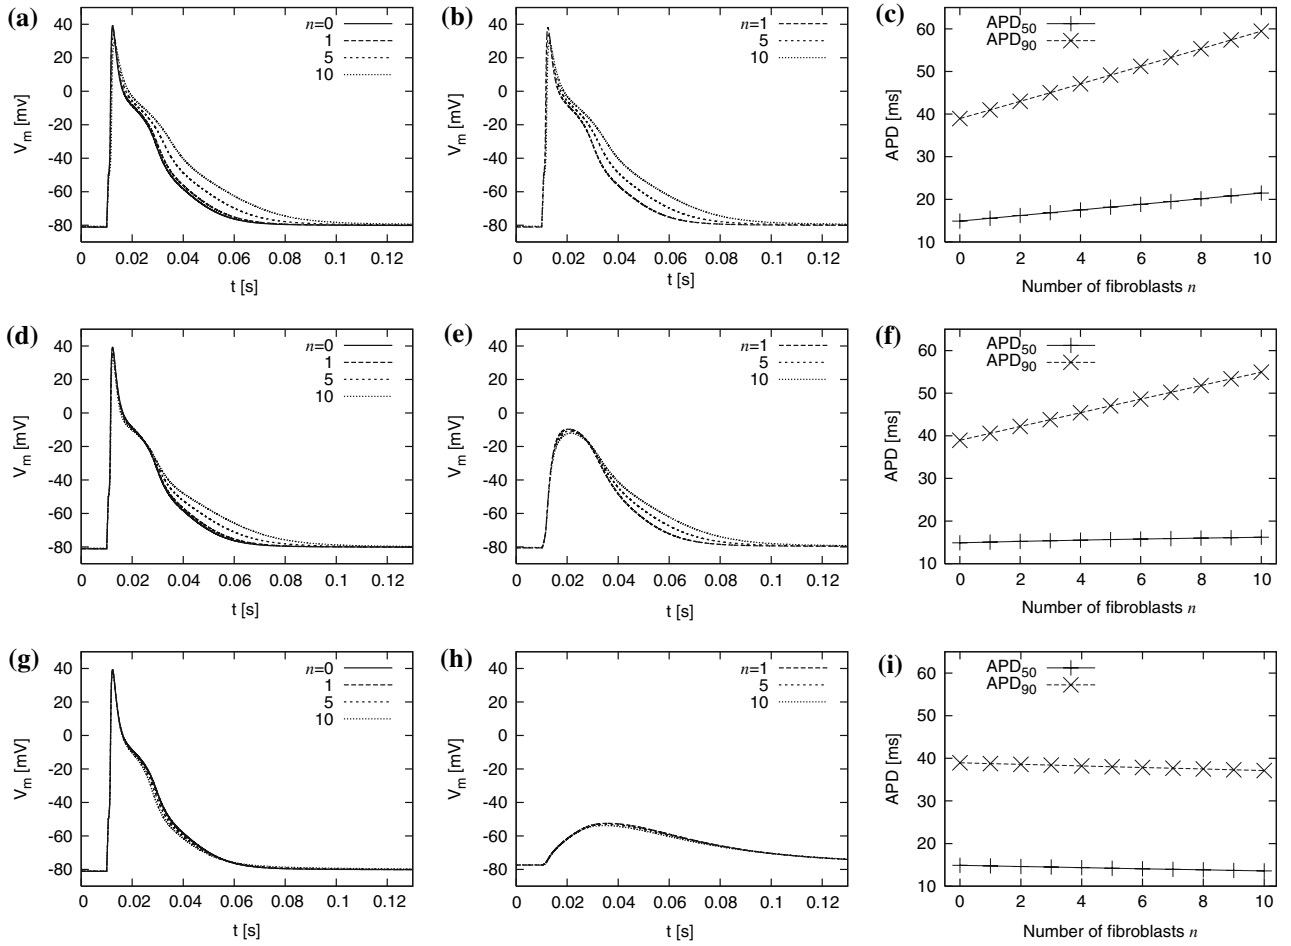 (a)
V_m [mV]
40
20
0
-20
-40
-60
-80
n=0
1
5
10
0 0.02 0.04 0.06 0.08 0.1 0.12
t [s]
(b)
V_m [mV]
40
20
0
-20
-40
-60
-80
n=1
5
10
0 0.02 0.04 0.06 0.08 0.1 0.12
t [s]
(c)
APD [ms]
60
50
40
30
20
10
APD_50
APD_90
0 2 4 6 8 10
Number of fibroblasts n
(d)
V_m [mV]
40
20
0
-20
-40
-60
-80
n=0
1
5
10
0 0.02 0.04 0.06 0.08 0.1 0.12
t [s]
(e)
V_m [mV]
40
20
0
-20
-40
-60
-80
n=1
5
10
0 0.02 0.04 0.06 0.08 0.1 0.12
t [s]
(f)
APD [ms]
60
50
40
30
20
10
APD_50
APD_90
0 2 4 6 8 10
Number of fibroblasts n
(g)
V_m [mV]
40
20
0
-20
-40
-60
-80
n=0
1
5
10
0 0.02 0.04 0.06 0.08 0.1 0.12
t [s]
(h)
V_m [mV]
40
20
0
-20
-40
-60
-80
n=1
5
10
0 0.02 0.04 0.06 0.08 0.1 0.12
t [s]
(i)
APD [ms]
60
50
40
30
20
10
APD_50
APD_90
0 2 4 6 8 10
Number of fibroblasts n